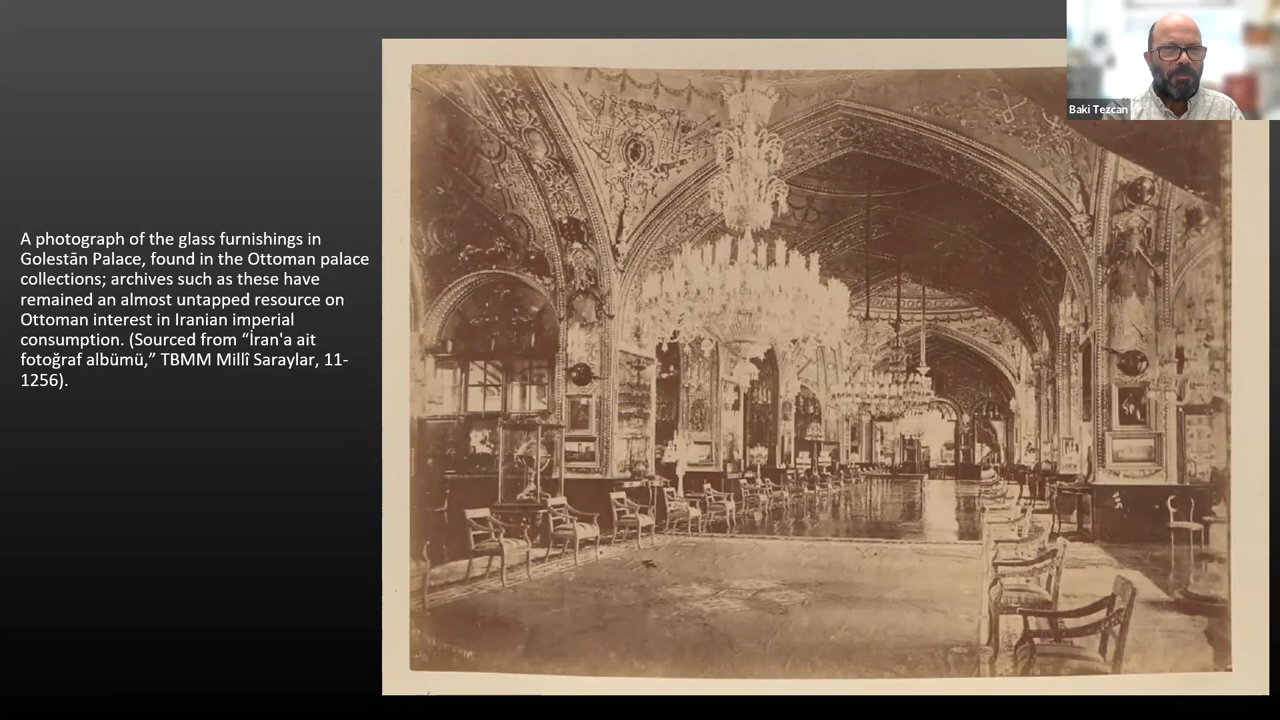 A photograph of the glass furnishings in
Golestān Palace, found in the Ottoman palace
collections; archives such as these have
remained an almost untapped resource on
Ottoman interest in Iranian imperial
consumption. (Sourced from “İran'a ait
fotoğraf albümü,” TBMM Millî Saraylar, 11-
1256).
Baki Tezcan